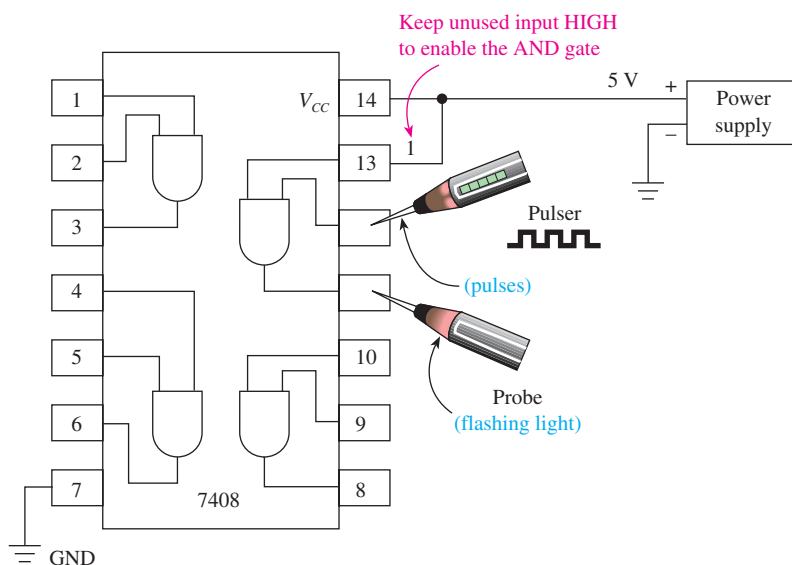 Keep unused input HIGH
to enable the AND gate
5 V
+
Power
supply
−
1
2
3
4
5
6
7
V_CC
14
13
1
Pulser
(pulses)
10
9
8
Probe
(flashing light)
7408
GND